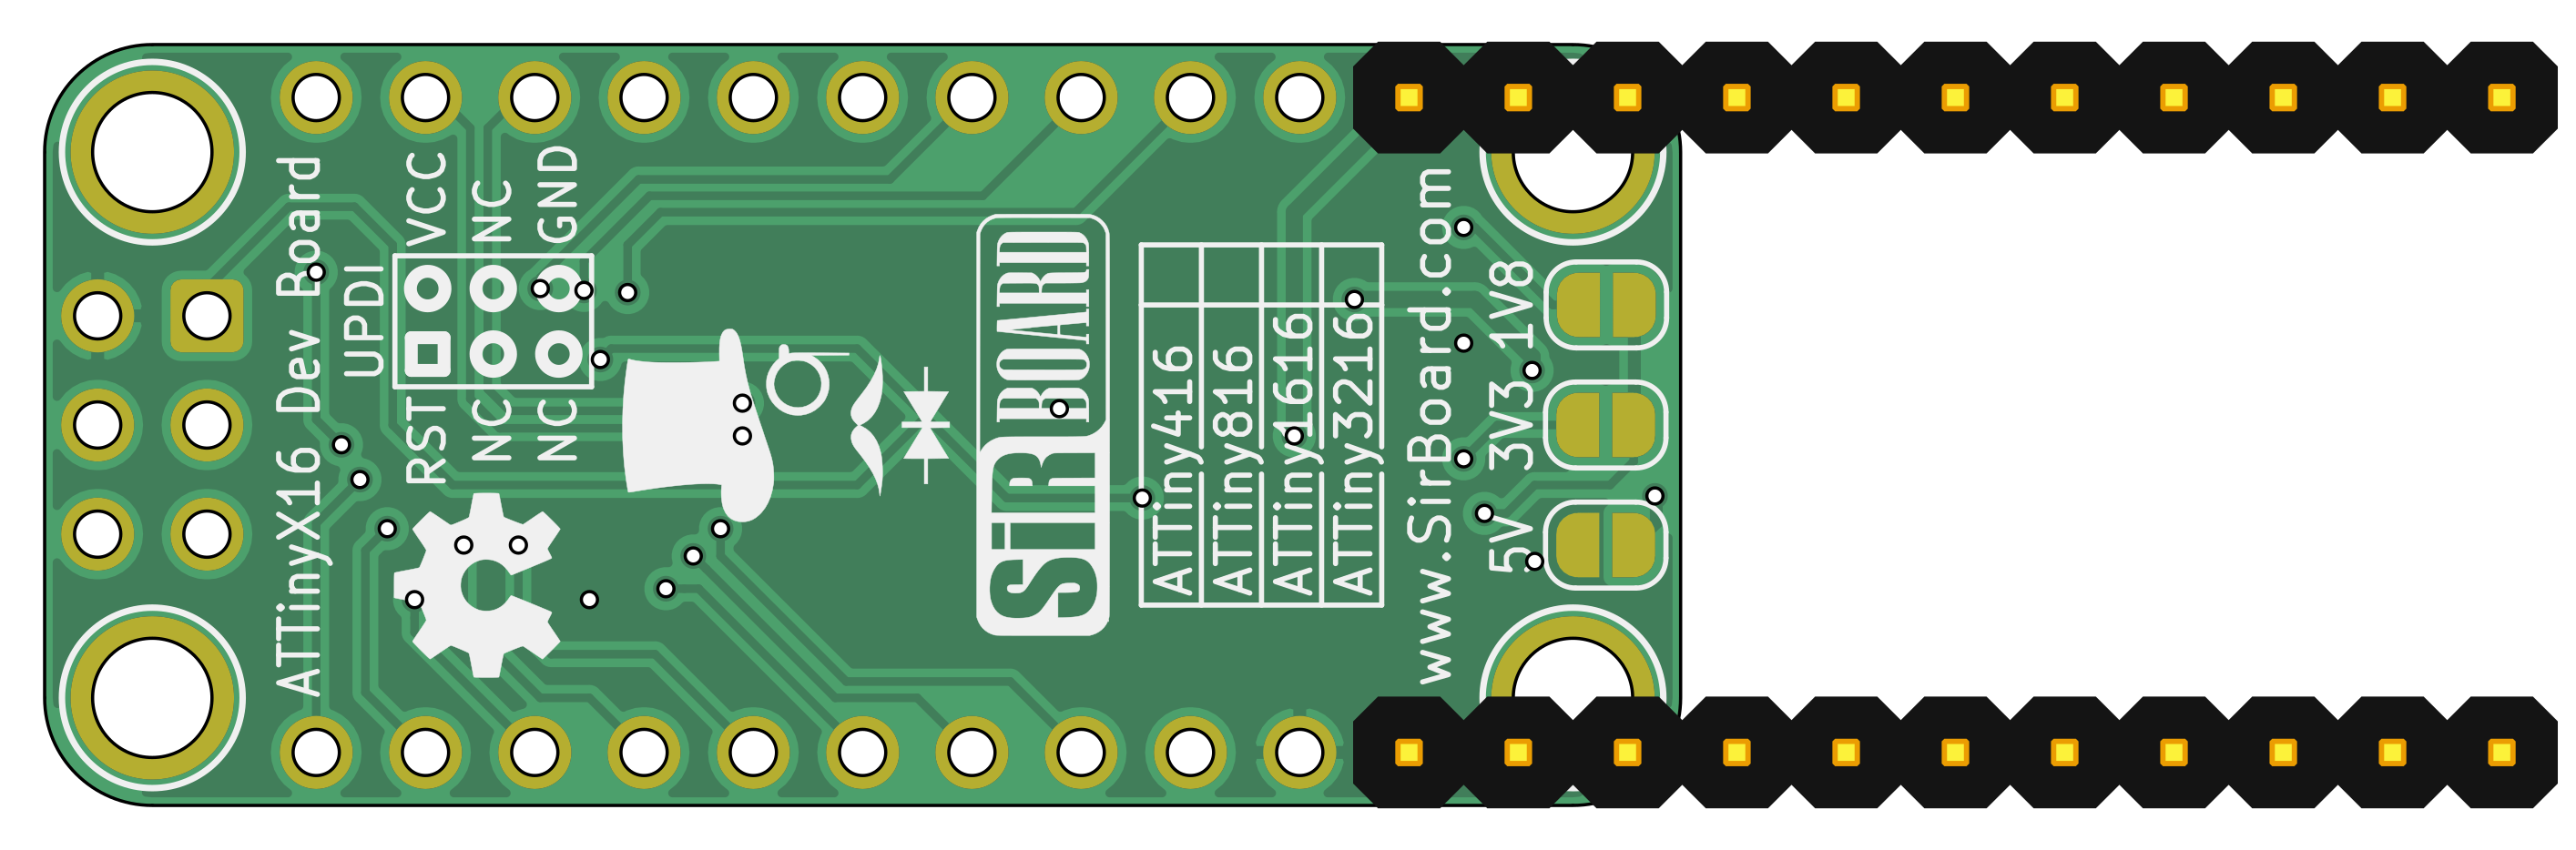 ATTinyX16 Dev Board
UPDI
VCC
NC
GND
RST
NC
NC
SiR BOARD
ATTiny416
ATTiny816
ATTiny1616
ATTiny3216
www.SirBoard.com
1V8
3V3
5V